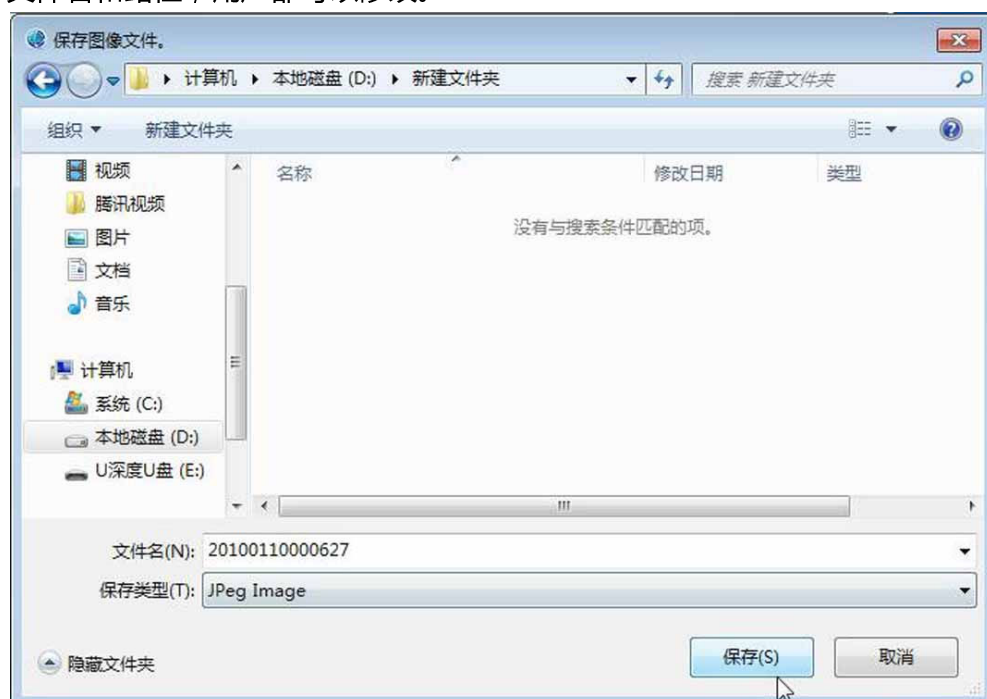 保存图像文件。
计算机 本地磁盘 (D:) 新建文件夹 搜索 新建文件夹
组织 新建文件夹
名称 修改日期 类型
没有与搜索条件匹配的项。
视频
腾讯视频
图片
文档
音乐
计算机
系统 (C:)
本地磁盘 (D:)
U深度U盘 (E:)
文件名(N): 20100110000627
保存类型(T): JPeg Image
隐藏文件夹 保存(S) 取消